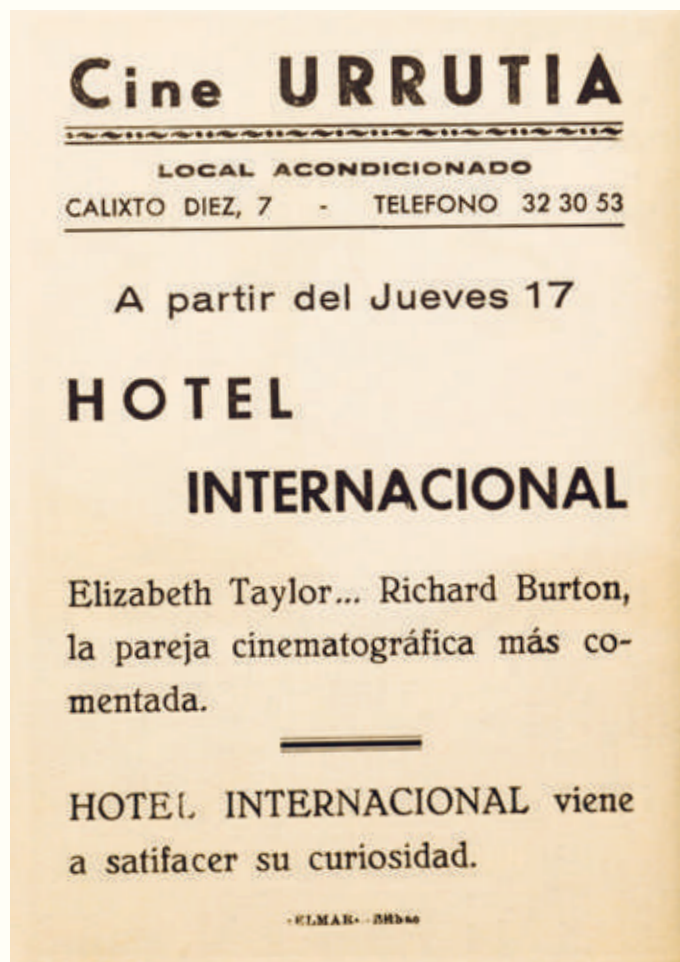 Cine URRUTIA
LOCAL ACONDICIONADO
CALIXTO DIEZ, 7 - TELEFONO 32 30 53
A partir del Jueves 17
HOTEL
INTERNACIONAL
Elizabeth Taylor... Richard Burton,
la pareja cinematográfica más co-
mentada.
HOTEL INTERNACIONAL viene
a satifacer su curiosidad.
-ELMAR- Bilbao